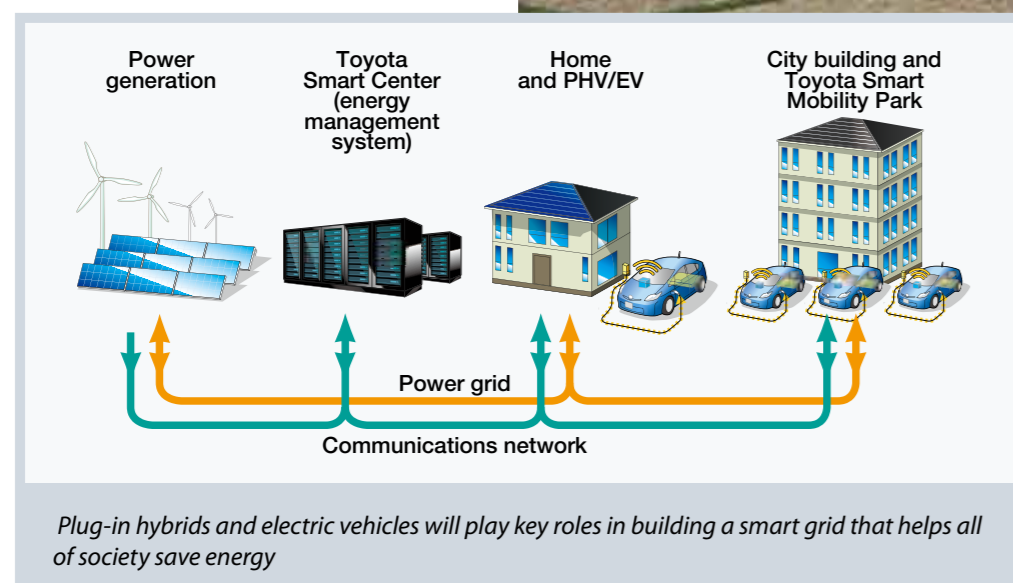 Power
generation
Toyota
Smart Center
(energy
management
system)
Home
and PHV/EV
City building and
Toyota Smart
Mobility Park
Power grid
Communications network
Plug-in hybrids and electric vehicles will play key roles in building a smart grid that helps all
of society save energy